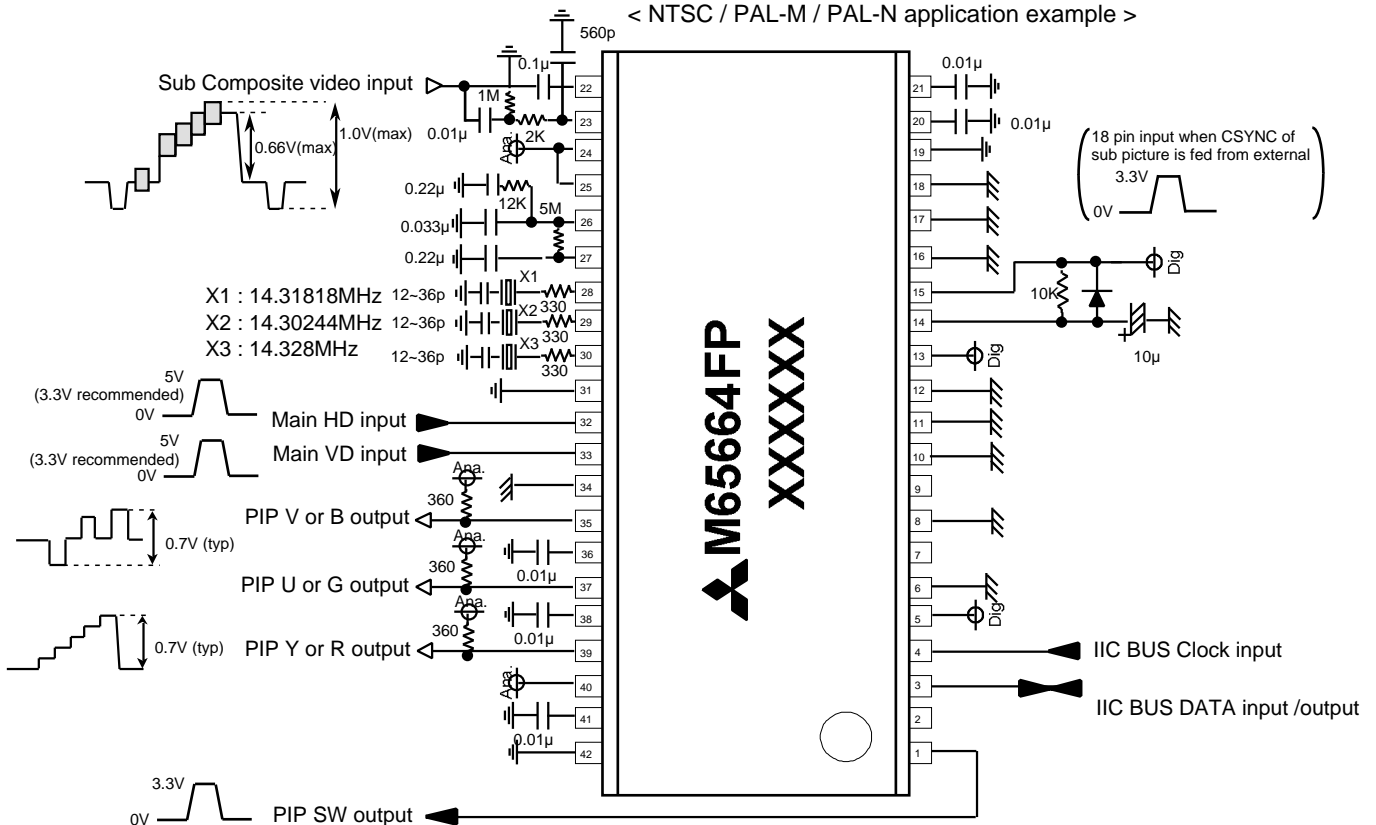 < NTSC / PAL-M / PAL-N application example >
560p
0.1µ
Sub Composite video input
1M
0.01µ
2K
1.0V(max)
0.66V(max)
Ana.
0.22µ
12K
5M
0.033µ
0.22µ
X1 : 14.31818MHz
12~36p
X1
330
X2 : 14.30244MHz
12~36p
X2
330
X3 : 14.328MHz
12~36p
X3
330
5V
(3.3V recommended)
0V
Main HD input
5V
(3.3V recommended)
0V
Main VD input
Ana.
360
PIP V or B output
0.7V (typ)
Ana.
360
0.01µ
PIP U or G output
Ana.
360
0.01µ
PIP Y or R output
0.7V (typ)
Ana.
0.01µ
3.3V
0V
PIP SW output
22
23
24
25
26
27
28
29
30
31
32
33
34
35
36
37
38
39
40
41
42
M65664FP
XXXXXX
21
20
19
18
17
16
15
14
13
12
11
10
9
8
7
6
5
4
3
2
1
0.01µ
0.01µ
18 pin input when CSYNC of
sub picture is fed from external
3.3V
0V
Dig
10K
10µ
+
Dig
Dig
IIC BUS Clock input
IIC BUS DATA input /output